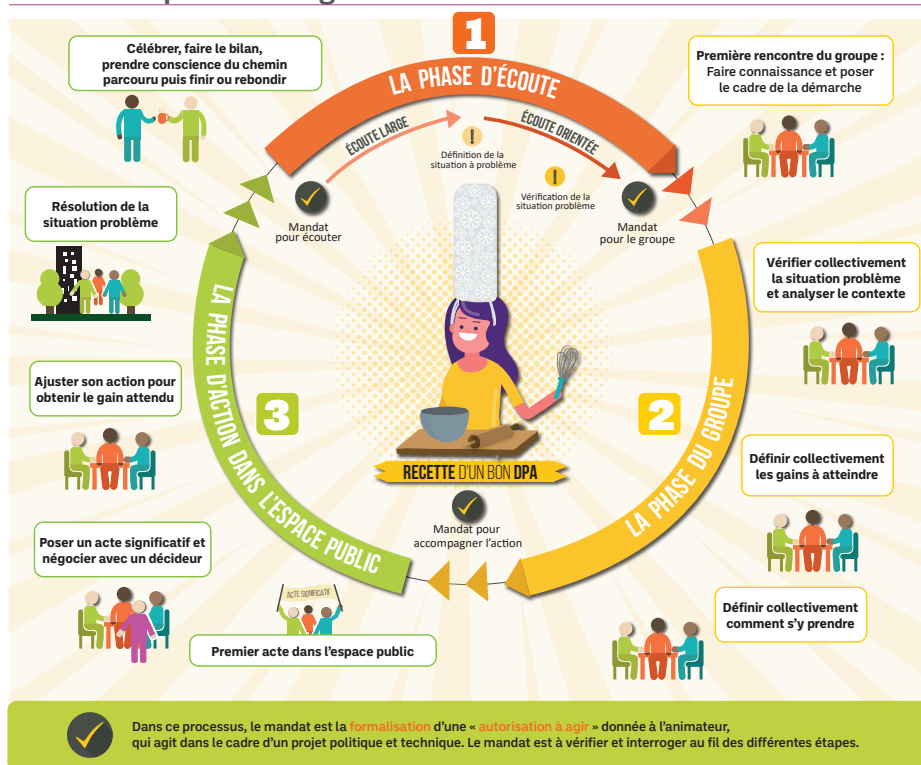 1
LA PHASE D'ÉCOUTE
Célébrer, faire le bilan,
prendre conscience du chemin
parcouru puis finir ou rebondir
Première rencontre du groupe :
Faire connaissance et poser
le cadre de la démarche
ÉCOUTE LARGE
ÉCOUTE ORIENTÉE
!
Définition de la
situation à problème
!
Vérification de la
situation problème
Mandat
pour écouter
Mandat
pour le groupe
Résolution de la
situation problème
Vérifier collectivement
la situation problème
et analyser le contexte
Ajuster son action pour
obtenir le gain attendu
3
LA PHASE D'ACTION DANS L'ESPACE PUBLIC
2
LA PHASE DU GROUPE
RECETTE D'UN BON DPA
Définir collectivement
les gains à atteindre
Mandat pour
accompagner l'action
Poser un acte significatif et
négocier avec un décideur
ACTE SIGNIFICATIF
Définir collectivement
comment s'y prendre
Premier acte dans l'espace public
Dans ce processus, le mandat est la formalisation d'une « autorisation à agir » donnée à l'animateur,
qui agit dans le cadre d'un projet politique et technique. Le mandat est à vérifier et interroger au fil des différentes étapes.